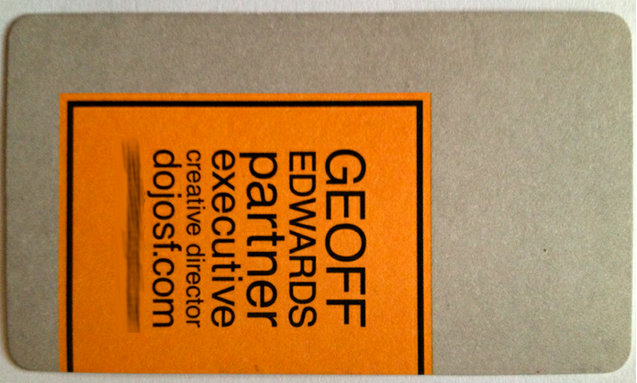 GEOFF
EDWARDS
partner
executive
creative director
dojosf.com